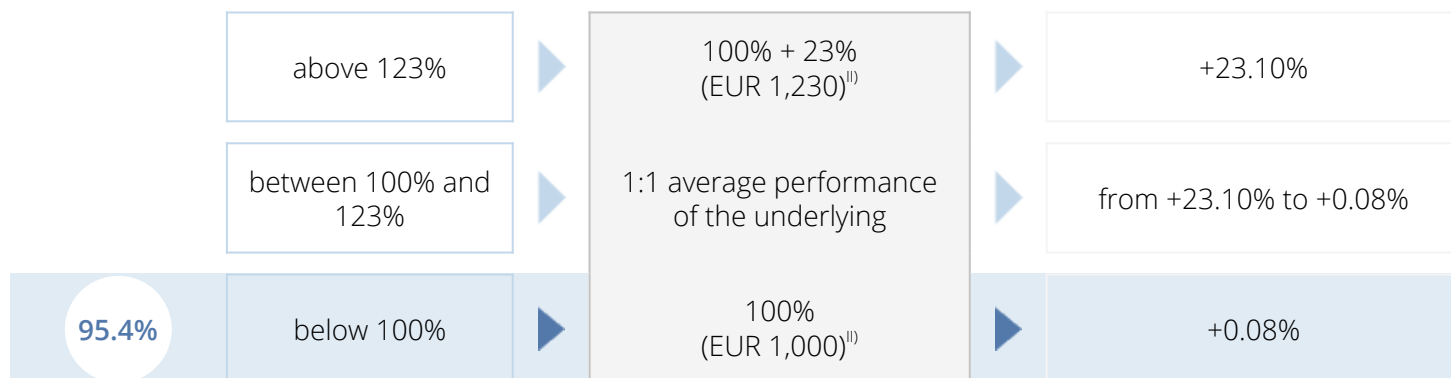 above 123%
100% + 23%
(EUR 1,230)II)
+23.10%
between 100% and
123%
1:1 average performance
of the underlying
from +23.10% to +0.08%
95.4%
below 100%
100%
(EUR 1,000)II)
+0.08%